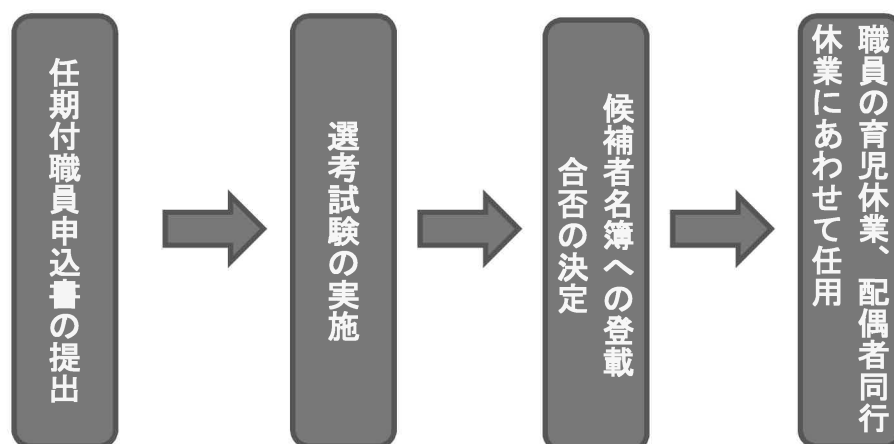 任期付職員申込書の提出
選考試験の実施
候補者名簿への登載
合否の決定
職員の育児休業、配偶者同行
休業にあわせて任用